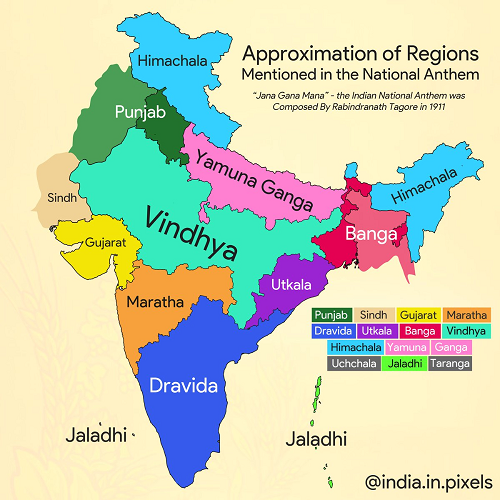 Approximation of Regions
Mentioned in the National Anthem
“Jana Gana Mana” - the Indian National Anthem was
Composed By Rabindranath Tagore in 1911
Himachala
Punjab
Yamuna Ganga
Himachala
Sindh
Vindhya
Banga
Gujarat
Utkala
Maratha
Punjab Sindh Gujarat Maratha
Dravida Utkala Banga Vindhya
Himachala Yamuna Ganga
Uchchala Jaladhi Taranga
Dravida
Jaladhi
Jaladhi
@india.in.pixels